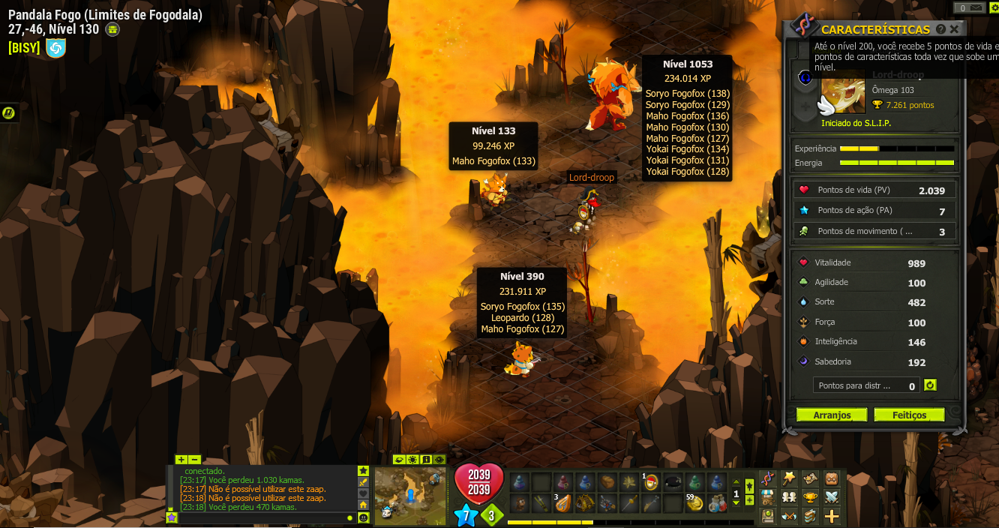 Pandala Fogo (Limites de Fogodala)
27,-46, Nível 130
[BISY]
0
CARACTERÍSTICAS
Até o nível 200, você recebe 5 pontos de vida e
pontos de características toda vez que sobe um
nível.
Lord-droop
Ômega 103
7.261 pontos
Iniciado do S.L.I.P.
Experiência
Energia
Pontos de vida (PV) 2.039
Pontos de ação (PA) 7
Pontos de movimento ( ... 3
Vitalidade 989
Agilidade 100
Sorte 482
Força 100
Inteligência 146
Sabedoria 192
Pontos para distr ... 0
Arranjos Feitiços
Nível 1053
234.014 XP
Soryo Fogofox (138)
Soryo Fogofox (129)
Maho Fogofox (136)
Maho Fogofox (130)
Maho Fogofox (127)
Yokai Fogofox (134)
Yokai Fogofox (131)
Yokai Fogofox (128)
Nível 133
99.246 XP
Maho Fogofox (133)
Lord-droop
Nível 390
231.911 XP
Soryo Fogofox (135)
Leopardo (128)
Maho Fogofox (127)
conectado.
[23:17] Você perdeu 1.030 kamas.
[23:17] Não é possível utilizar este zaap.
[23:18] Não é possível utilizar este zaap.
[23:18] Você perdeu 470 kamas.
2039
2039
7 3
1
3
59
1